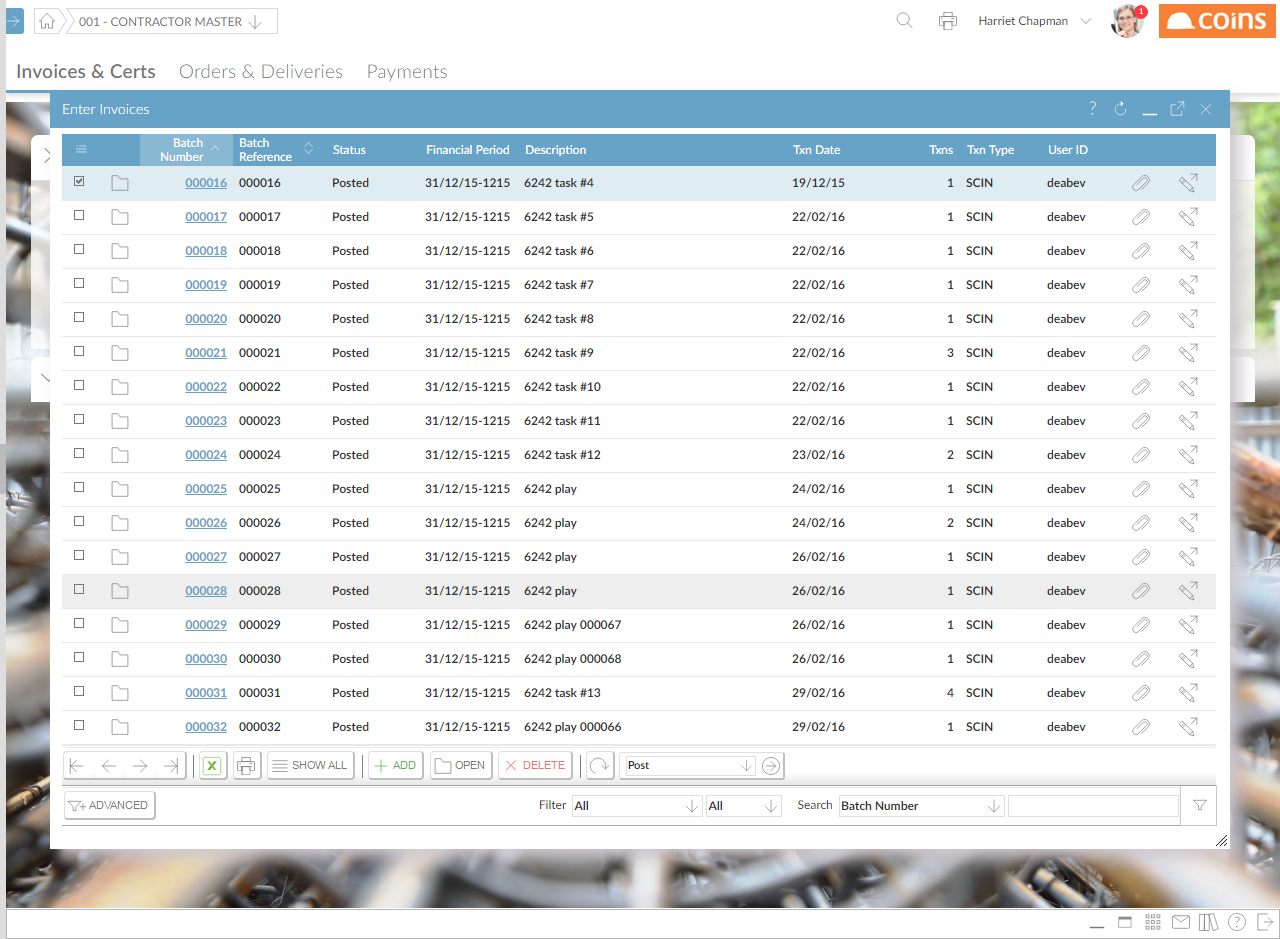 001 - CONTRACTOR MASTER
Harriet Chapman
1
COINS
Invoices & Certs Orders & Deliveries Payments
Enter Invoices ?
Batch Number Batch Reference Status Financial Period Description Txn Date Txns Txn Type User ID
000016 000016 Posted 31/12/15-1215 6242 task #4 19/12/15 1 SCIN deabev
000017 000017 Posted 31/12/15-1215 6242 task #5 22/02/16 1 SCIN deabev
000018 000018 Posted 31/12/15-1215 6242 task #6 22/02/16 1 SCIN deabev
000019 000019 Posted 31/12/15-1215 6242 task #7 22/02/16 1 SCIN deabev
000020 000020 Posted 31/12/15-1215 6242 task #8 22/02/16 1 SCIN deabev
000021 000021 Posted 31/12/15-1215 6242 task #9 22/02/16 3 SCIN deabev
000022 000022 Posted 31/12/15-1215 6242 task #10 22/02/16 1 SCIN deabev
000023 000023 Posted 31/12/15-1215 6242 task #11 22/02/16 1 SCIN deabev
000024 000024 Posted 31/12/15-1215 6242 task #12 23/02/16 2 SCIN deabev
000025 000025 Posted 31/12/15-1215 6242 play 24/02/16 1 SCIN deabev
000026 000026 Posted 31/12/15-1215 6242 play 24/02/16 2 SCIN deabev
000027 000027 Posted 31/12/15-1215 6242 play 26/02/16 1 SCIN deabev
000028 000028 Posted 31/12/15-1215 6242 play 26/02/16 1 SCIN deabev
000029 000029 Posted 31/12/15-1215 6242 play 000067 26/02/16 1 SCIN deabev
000030 000030 Posted 31/12/15-1215 6242 play 000068 26/02/16 1 SCIN deabev
000031 000031 Posted 31/12/15-1215 6242 task #13 29/02/16 4 SCIN deabev
000032 000032 Posted 31/12/15-1215 6242 play 000066 29/02/16 1 SCIN deabev
X SHOW ALL ADD OPEN DELETE Post
ADVANCED Filter All All Search Batch Number
?